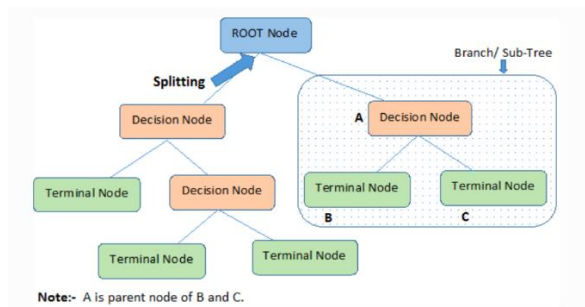 ROOT Node
Branch/ Sub-Tree
Splitting
Decision Node
A
Decision Node
Terminal Node
Decision Node
Terminal Node
Terminal Node
B
C
Terminal Node
Terminal Node
Note:- A is parent node of B and C.